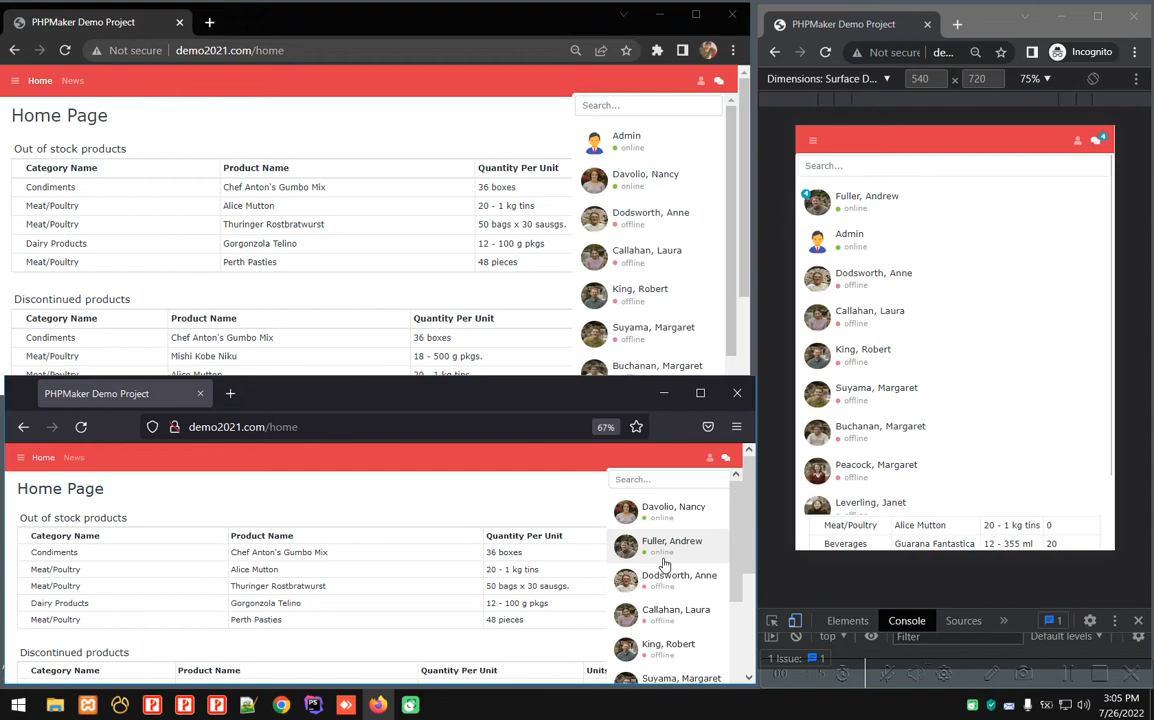 PHPMaker Demo Project
Not secure demo2021.com/home
Home News
Home Page
Out of stock products
Category Name Product Name Quantity Per Unit
Condiments Chef Anton's Gumbo Mix 36 boxes
Meat/Poultry Alice Mutton 20 - 1 kg tins
Meat/Poultry Thuringer Rostbratwurst 50 bags x 30 sausgs.
Dairy Products Gorgonzola Telino 12 - 100 g pkgs
Meat/Poultry Perth Pasties 48 pieces
Discontinued products
Category Name Product Name Quantity Per Unit
Condiments Chef Anton's Gumbo Mix 36 boxes
Meat/Poultry Mishi Kobe Niku 18 - 500 g pkgs.
Meat/Poultry Alice Mutton 20 - 1 kg tins
Search...
Admin
online
Davolio, Nancy
online
Dodsworth, Anne
offline
Callahan, Laura
offline
King, Robert
offline
Suyama, Margaret
offline
Buchanan, Margaret
PHPMaker Demo Project
demo2021.com/home 67%
Home News
Home Page
Out of stock products
Category Name Product Name Quantity Per Unit
Condiments Chef Anton's Gumbo Mix 36 boxes
Meat/Poultry Alice Mutton 20 - 1 kg tins
Meat/Poultry Thuringer Rostbratwurst 50 bags x 30 sausgs.
Dairy Products Gorgonzola Telino 12 - 100 g pkgs
Meat/Poultry Perth Pasties 48 pieces
Discontinued products
Category Name Product Name Quantity Per Unit Units
Search...
Davolio, Nancy
online
Fuller, Andrew
online
Dodsworth, Anne
offline
Callahan, Laura
offline
King, Robert
offline
Suyama, Margaret
PHPMaker Demo Project
Not secure de... Incognito
Dimensions: Surface D... 540 × 720 75%
4
Search...
4
Fuller, Andrew
online
Admin
online
Dodsworth, Anne
offline
Callahan, Laura
offline
King, Robert
offline
Suyama, Margaret
offline
Buchanan, Margaret
offline
Peacock, Margaret
offline
Leverling, Janet
offline
Meat/Poultry Alice Mutton 20 - 1 kg tins 0
Beverages Guarana Fantastica 12 - 355 ml 20
Elements Console Sources 1
top Filter Default levels
1 Issue: 1
3:05 PM
7/26/2022